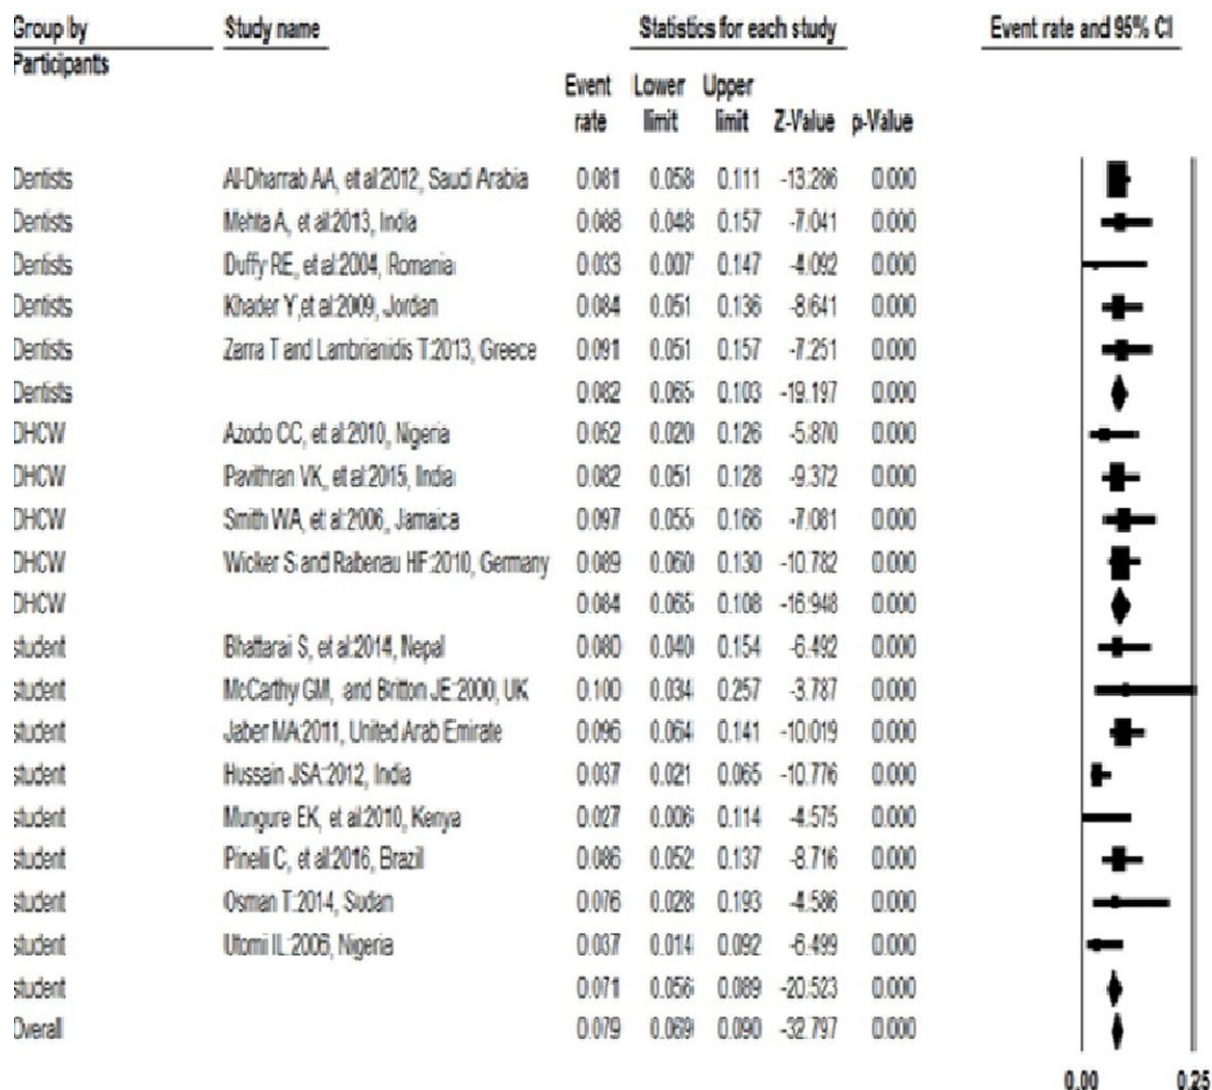 Group by Study name Statistics for each study Event rate and 95% CI
Participants
Event Lower Upper
rate limit limit Z-Value p-Value
Dentists Al-Dharrab AA, et al:2012, Saudi Arabia 0.081 0.058 0.111 -13.286 0.000
Dentists Mehta A, et al:2013, India 0.088 0.048 0.157 -7.041 0.000
Dentists Duffy RE, et al:2004, Romania 0.033 0.007 0.147 -4.092 0.000
Dentists Khader Y,et al:2009, Jordan 0.084 0.051 0.136 -8.641 0.000
Dentists Zarra T and Lambrianidis T:2013, Greece 0.091 0.051 0.157 -7.251 0.000
Dentists 0.082 0.065 0.103 -19.197 0.000
DHCW Azodo CC, et al:2010, Nigeria 0.052 0.020 0.126 -5.870 0.000
DHCW Pavithran VK, et al:2015, India 0.082 0.051 0.128 -9.372 0.000
DHCW Smith WA, et al:2006, Jamaica 0.097 0.055 0.166 -7.081 0.000
DHCW Wicker S and Rabenau HF:2010, Germany 0.089 0.060 0.130 -10.782 0.000
DHCW 0.084 0.065 0.108 -16.948 0.000
student Bhattarai S, et al:2014, Nepal 0.080 0.040 0.154 -6.492 0.000
student McCarthy GM, and Britton JE:2000, UK 0.100 0.034 0.257 -3.787 0.000
student Jaber MA:2011, United Arab Emirate 0.096 0.064 0.141 -10.019 0.000
student Hussain JSA:2012, India 0.037 0.021 0.065 -10.776 0.000
student Mungure EK, et al:2010, Kenya 0.027 0.006 0.114 -4.575 0.000
student Pinelli C, et al:2016, Brazil 0.086 0.052 0.137 -8.716 0.000
student Osman T:2014, Sudan 0.076 0.028 0.193 -4.586 0.000
student Utomi IL:2006, Nigeria 0.037 0.014 0.092 -6.499 0.000
student 0.071 0.056 0.089 -20.523 0.000
Overall 0.079 0.069 0.090 -32.797 0.000
0.00 0.25